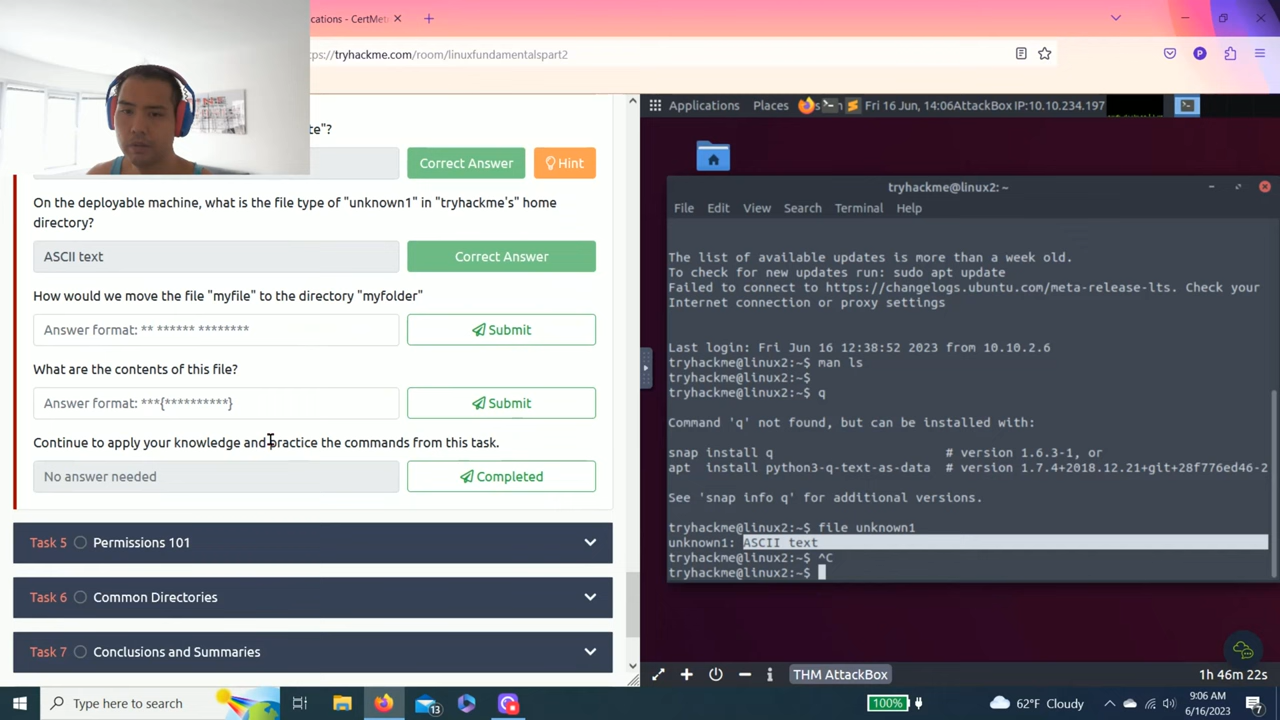 cations - CertMet
tps://tryhackme.com/room/linuxfundamentalspart2
te"?
Correct Answer
Hint
On the deployable machine, what is the file type of "unknown1" in "tryhackme's" home
directory?
ASCII text
Correct Answer
How would we move the file "myfile" to the directory "myfolder"
Answer format: ** ****** ********
Submit
What are the contents of this file?
Answer format: ***{**********}
Submit
Continue to apply your knowledge and practice the commands from this task.
No answer needed
Completed
Task 5 Permissions 101
Task 6 Common Directories
Task 7 Conclusions and Summaries
Applications Places Fri 16 Jun, 14:06 AttackBox IP:10.10.234.197
tryhackme@linux2: ~
File Edit View Search Terminal Help
The list of available updates is more than a week old.
To check for new updates run: sudo apt update
Failed to connect to https://changelogs.ubuntu.com/meta-release-lts. Check your
Internet connection or proxy settings
Last login: Fri Jun 16 12:38:52 2023 from 10.10.2.6
tryhackme@linux2:~$ man ls
tryhackme@linux2:~$
tryhackme@linux2:~$ q
Command 'q' not found, but can be installed with:
snap install q # version 1.6.3-1, or
apt install python3-q-text-as-data # version 1.7.4+2018.12.21+git+28f776ed46-2
See 'snap info q' for additional versions.
tryhackme@linux2:~$ file unknown1
unknown1: ASCII text
tryhackme@linux2:~$ ^C
tryhackme@linux2:~$
THM AttackBox
1h 46m 22s
Type here to search
13
100%
62°F Cloudy
9:06 AM
6/16/2023
7